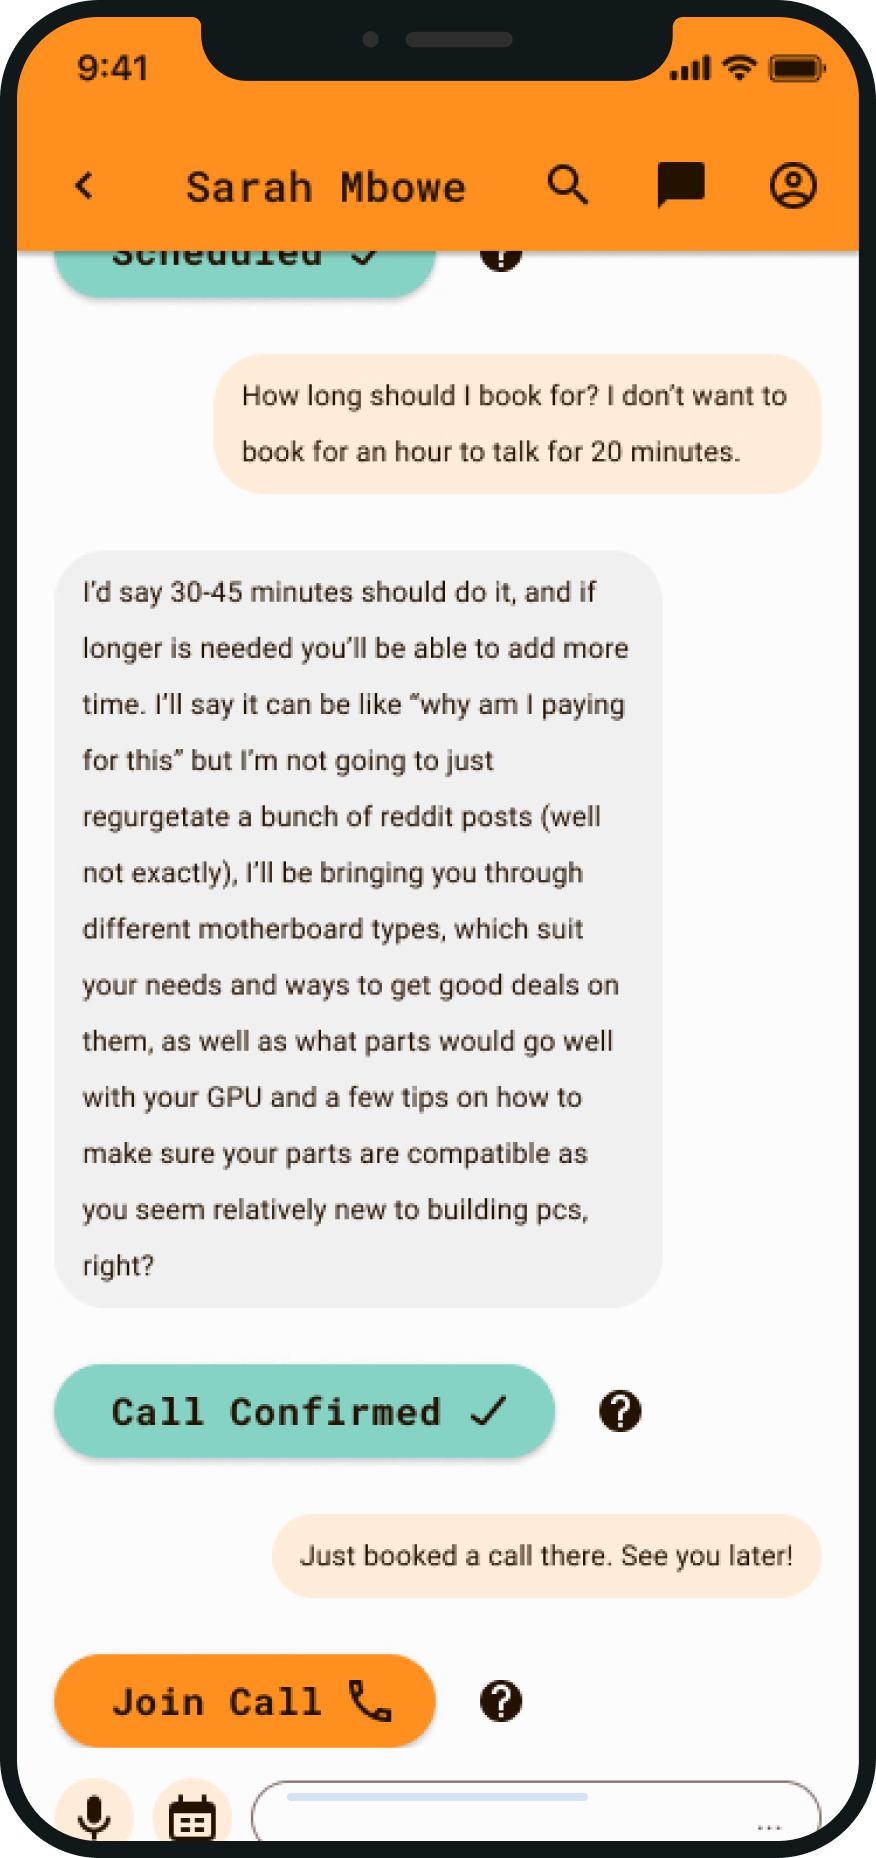 9:41
Sarah Mbowe
Scheduled
How long should I book for? I don’t want to
book for an hour to talk for 20 minutes.
I’d say 30-45 minutes should do it, and if
longer is needed you’ll be able to add more
time. I’ll say it can be like “why am I paying
for this” but I’m not going to just
regurgetate a bunch of reddit posts (well
not exactly), I’ll be bringing you through
different motherboard types, which suit
your needs and ways to get good deals on
them, as well as what parts would go well
with your GPU and a few tips on how to
make sure your parts are compatible as
you seem relatively new to building pcs,
right?
Call Confirmed
Just booked a call there. See you later!
Join Call
...